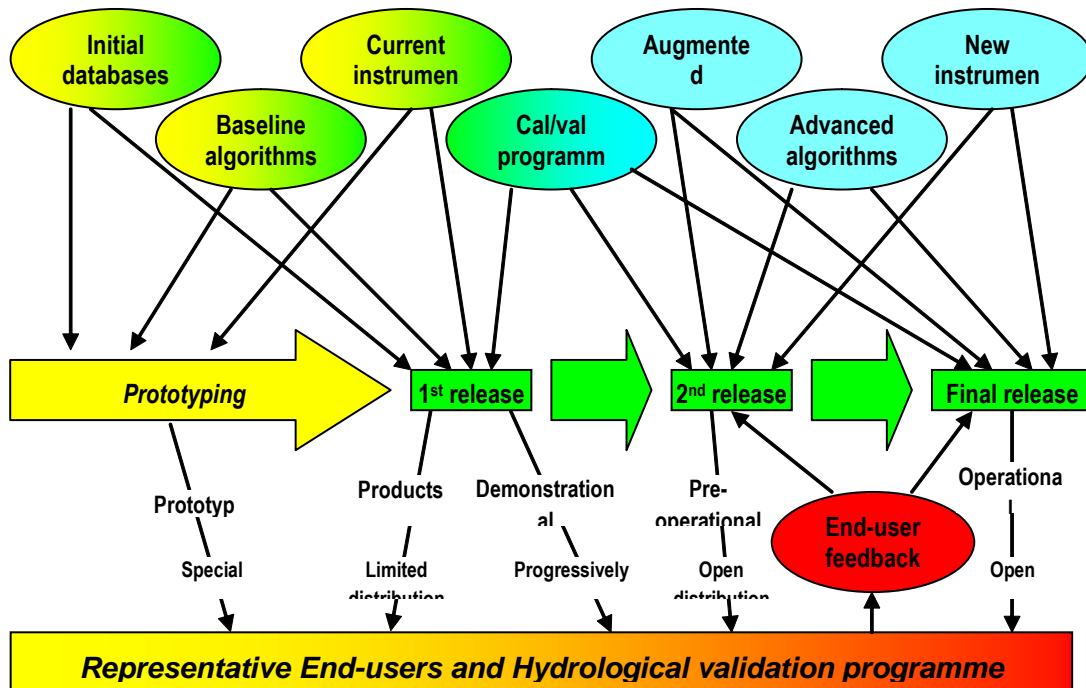 Initial
databases
Current
instrumen
Augmente
d
New
instrumen
Baseline
algorithms
Cal/val
programm
Advanced
algorithms
Prototyping
1st release
2nd release
Final release
Prototyp
Products
Demonstration
al
Pre-
operational
Operationa
l
End-user
feedback
Special
Limited
distribution
Progressively
Open
distribution
Open
Representative End-users and Hydrological validation programme